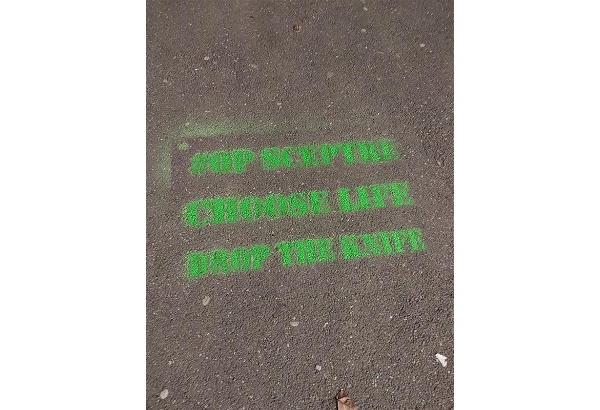 #OP SCEPTRE
CHOOSE LIFE
DROP THE KNIFE